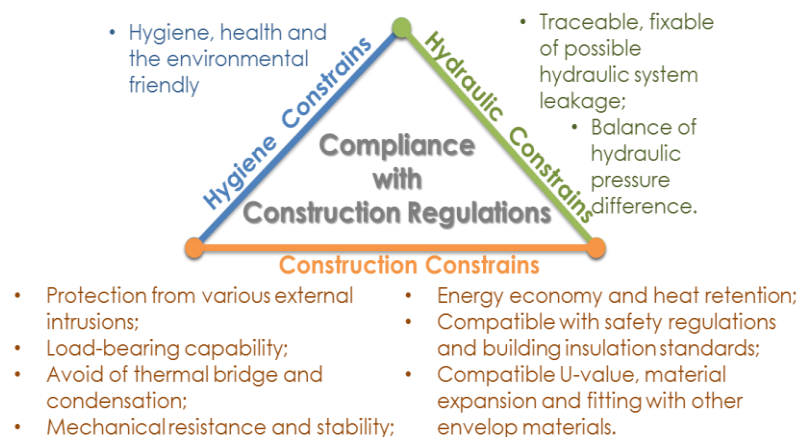 • Hygiene, health and
the environmental
friendly
Hygiene Constrains
• Traceable, fixable
of possible
hydraulic system
leakage;
• Balance of
hydraulic
pressure
difference.
Hydraulic Constrains
Compliance
with
Construction Regulations
Construction Constrains
• Protection from various external
intrusions;
• Load-bearing capability;
• Avoid of thermal bridge and
condensation;
• Mechanical resistance and stability;
• Energy economy and heat retention;
• Compatible with safety regulations
and building insulation standards;
• Compatible U-value, material
expansion and fitting with other
envelop materials.